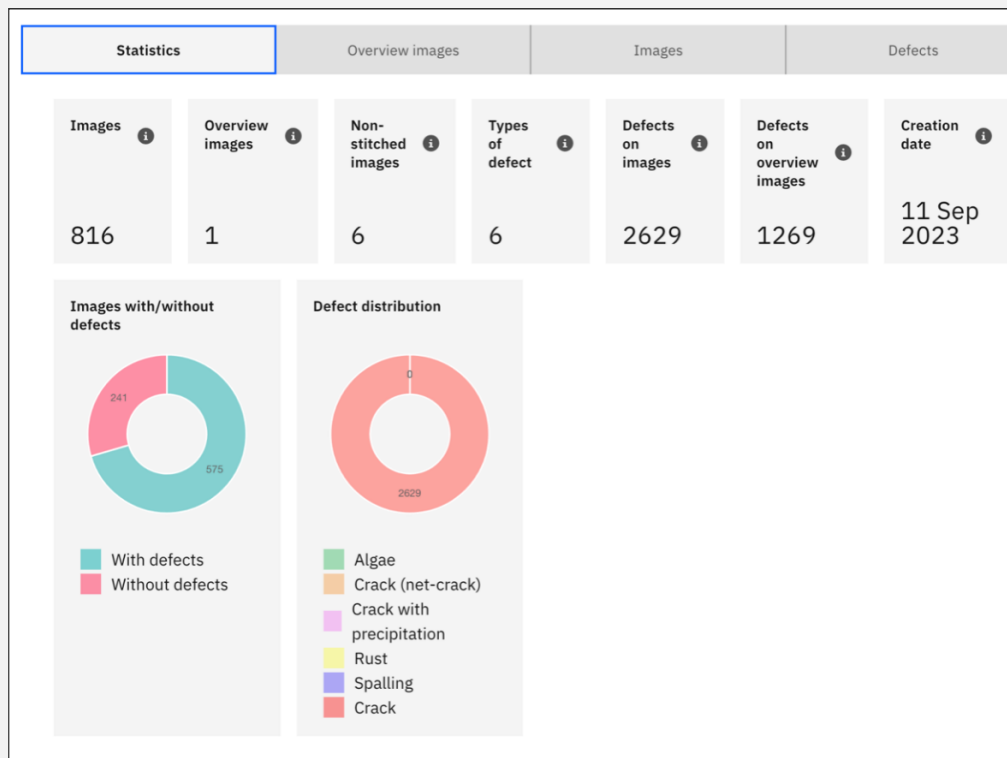 Statistics
Overview images
Images
Defects
Images
816
Overview
images
1
Non-
stitched
images
6
Types
of
defect
6
Defects
on
images
2629
Defects
on
overview
images
1269
Creation
date
11 Sep
2023
Images with/without
defects
241
575
With defects
Without defects
Defect distribution
0
2629
Algae
Crack (net-crack)
Crack with
precipitation
Rust
Spalling
Crack